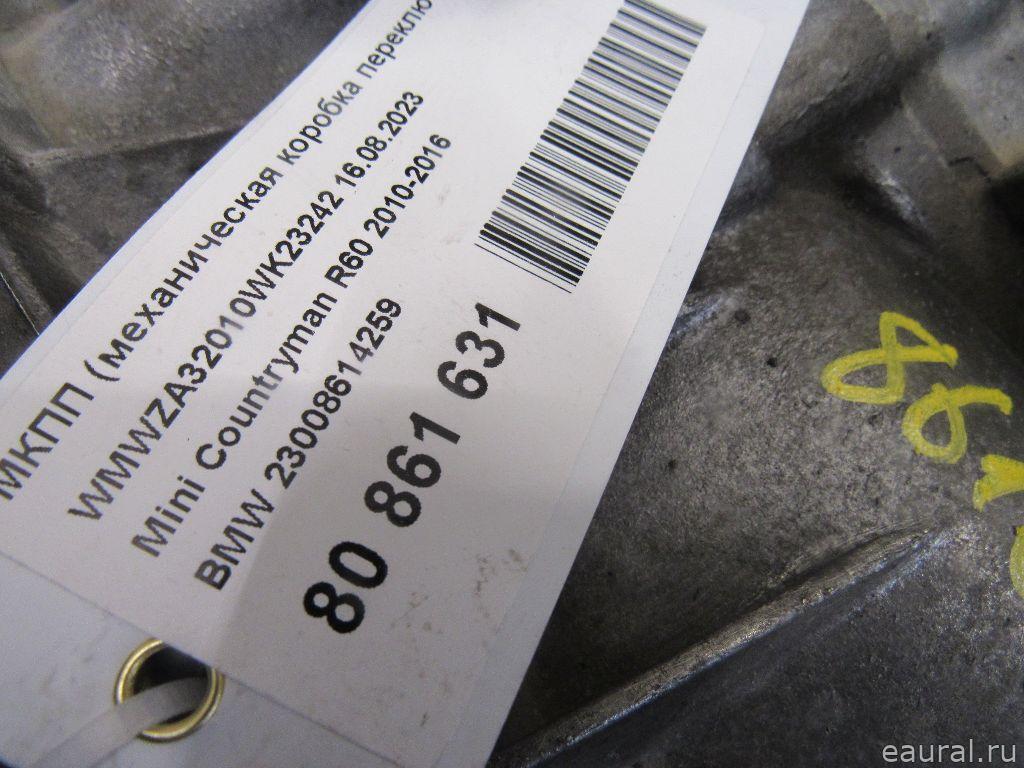 МКПП (механическая коробка переклю
WMWZA32010WK23242 16.08.2023
Mini Countryman R60 2010-2016
BMW 23008614259
80 861 631
eaural.ru